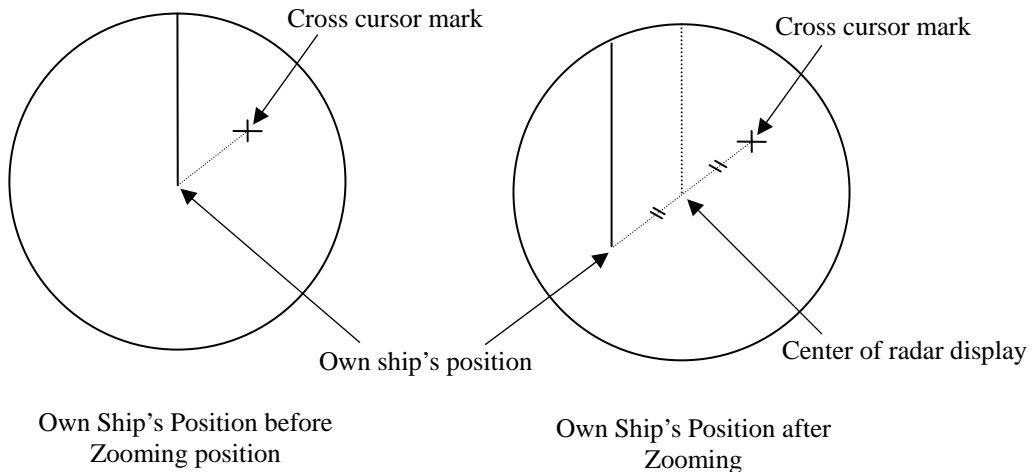 Cross cursor mark
Cross cursor mark
Own ship’s position
Center of radar display
Own Ship’s Position before
Zooming position
Own Ship’s Position after
Zooming